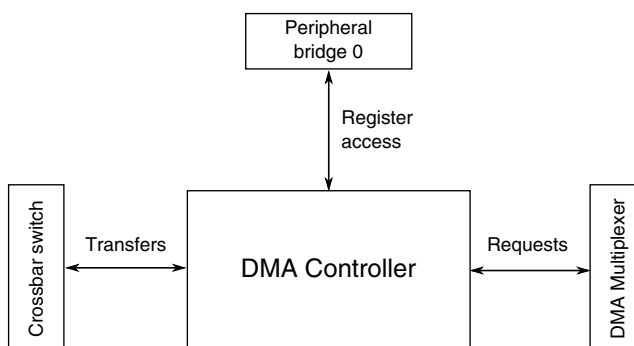 Peripheral
bridge 0
Register
access
Crossbar switch
Transfers
DMA Controller
Requests
DMA Multiplexer